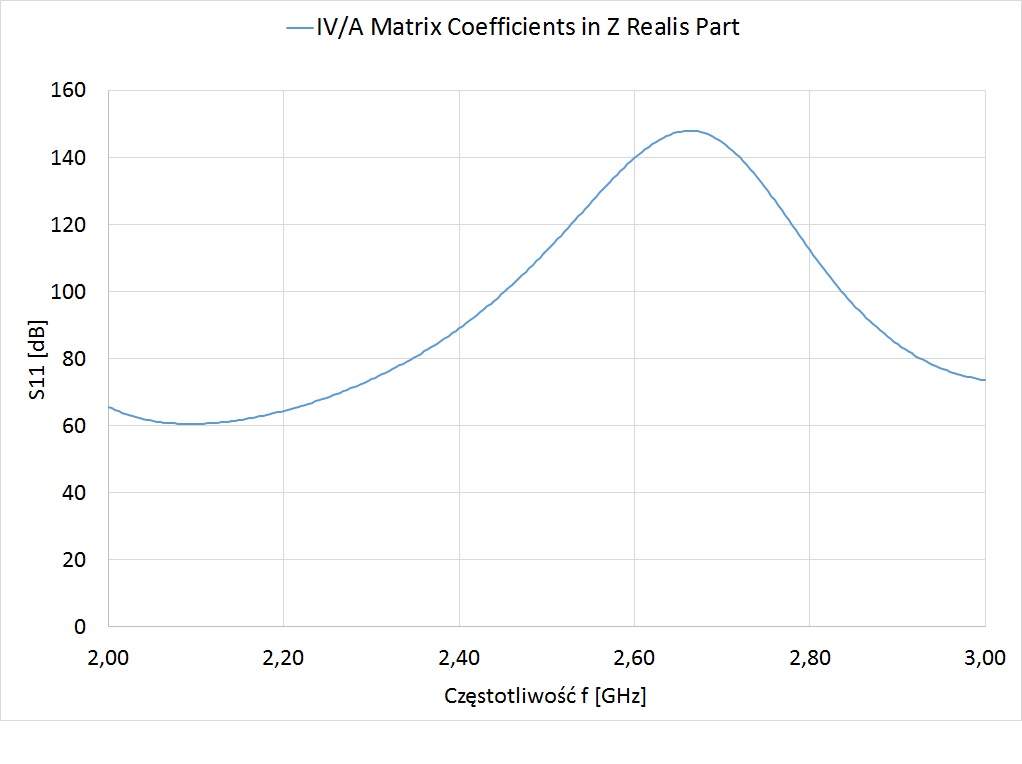 IV/A Matrix Coefficients in Z Realis Part
160
140
120
100
80
60
40
20
0
S11 [dB]
2,00 2,20 2,40 2,60 2,80 3,00
Częstotliwość f [GHz]